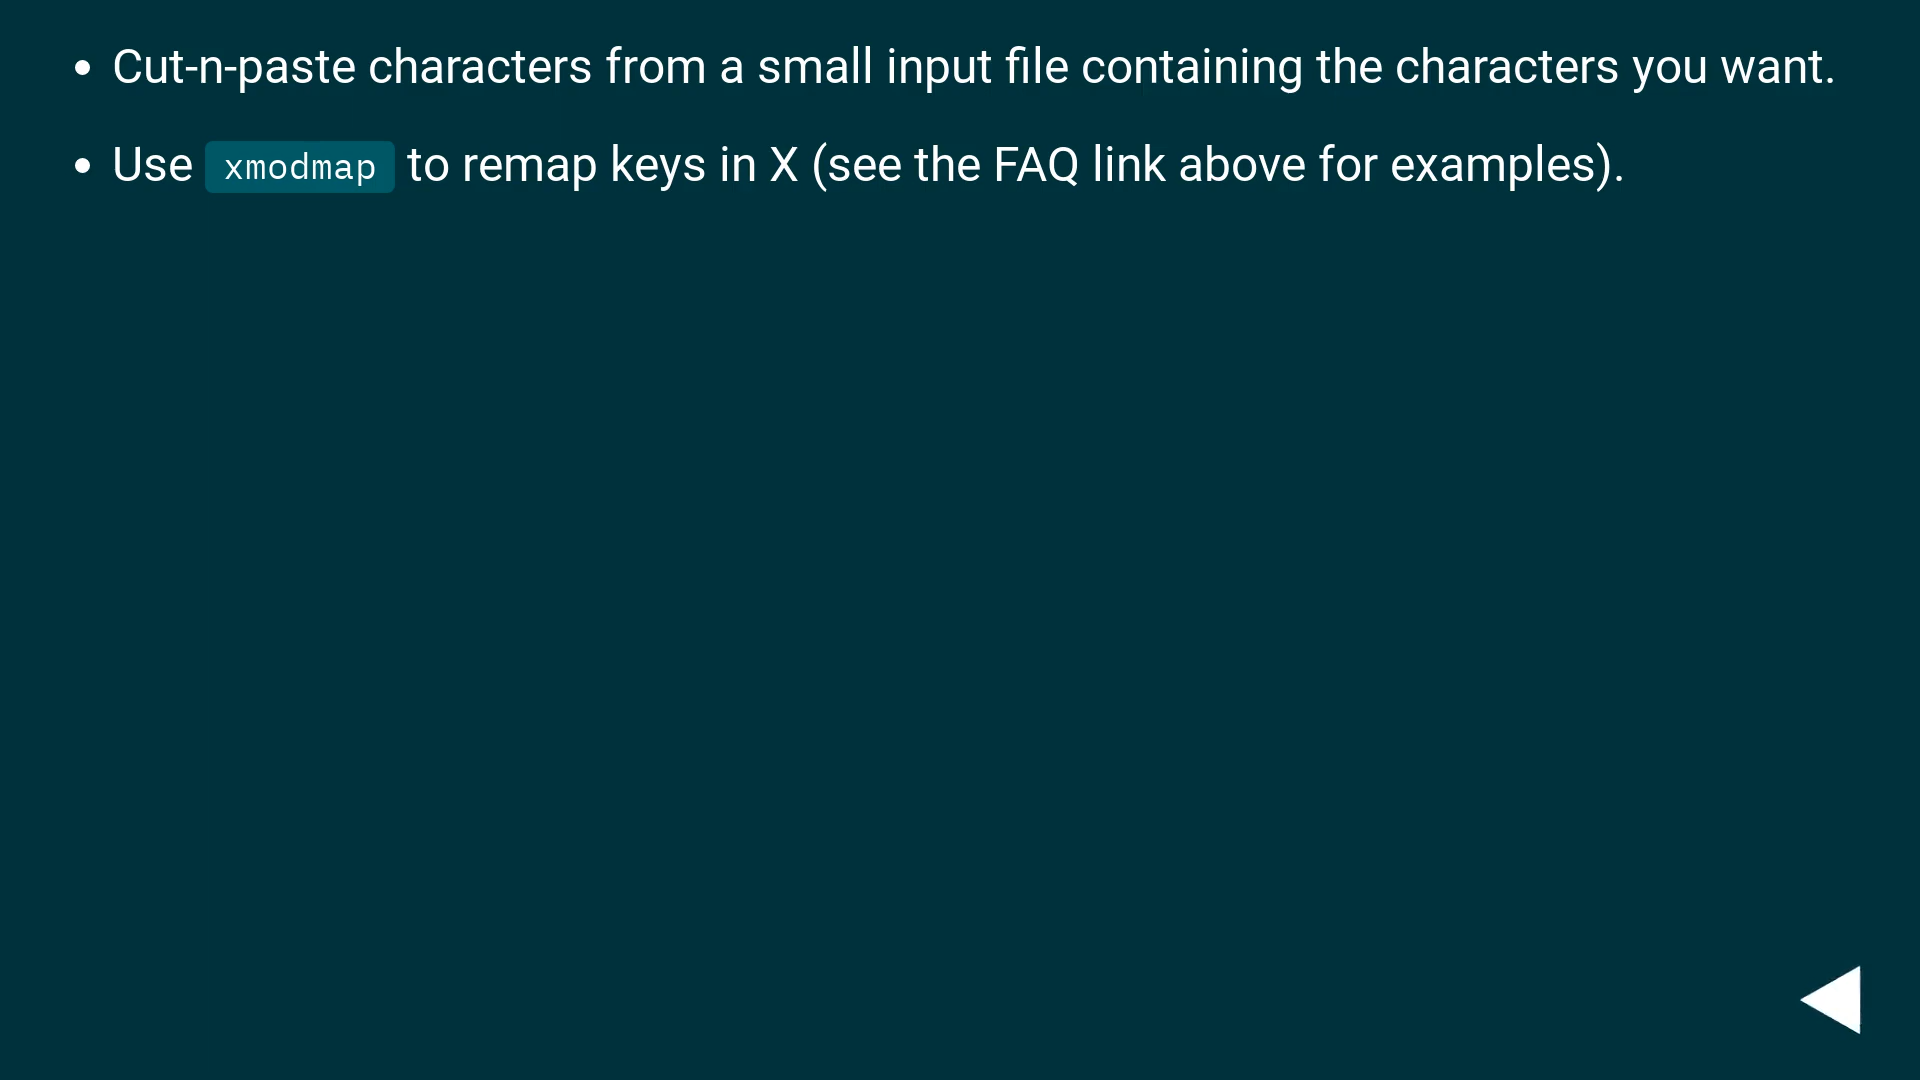 • Cut-n-paste characters from a small input file containing the characters you want.
• Use xmodmap to remap keys in X (see the FAQ link above for examples).